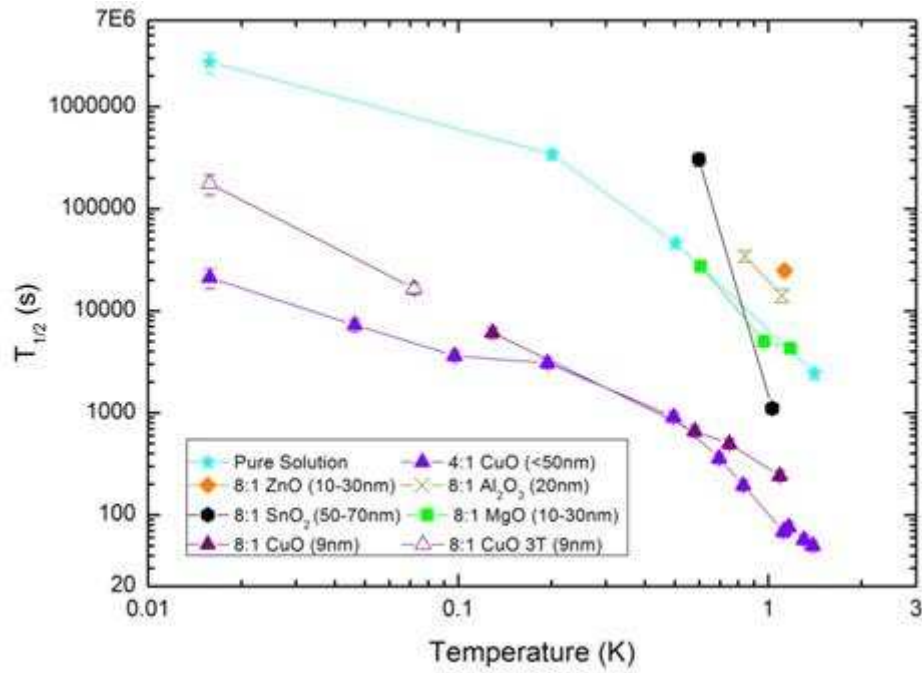 7E6
1000000
100000
10000
1000
100
20
T1/2 (s)
Pure Solution
4:1 CuO (<50nm)
8:1 ZnO (10-30nm)
8:1 Al2O3 (20nm)
8:1 SnO2 (50-70nm)
8:1 MgO (10-30nm)
8:1 CuO (9nm)
8:1 CuO 3T (9nm)
0.01
0.1
1
3
Temperature (K)